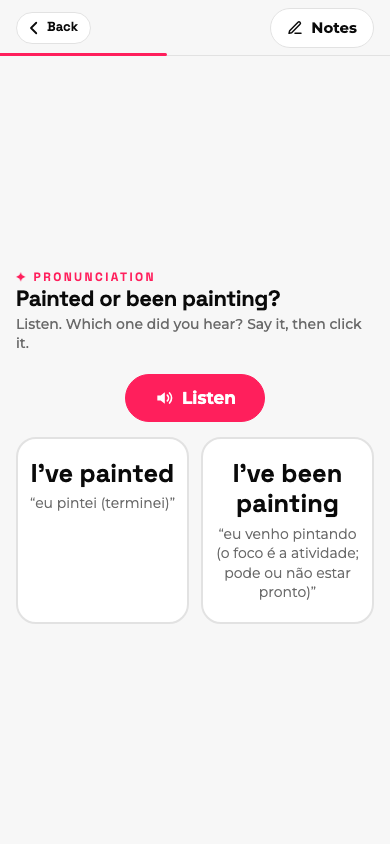 Back
Notes
PRONUNCIATION
Painted or been painting?
Listen. Which one did you hear? Say it, then click
it.
Listen
I’ve painted
“eu pintei (terminei)”
I’ve been
painting
“eu venho pintando
(o foco é a atividade;
pode ou não estar
pronto)”